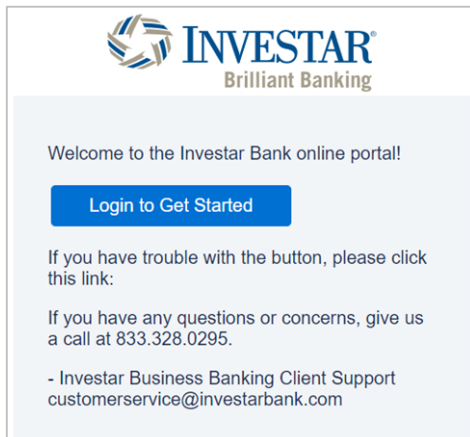 INVESTAR®
Brilliant Banking
Welcome to the Investar Bank online portal!
Login to Get Started
If you have trouble with the button, please click
this link:
If you have any questions or concerns, give us
a call at 833.328.0295.
- Investar Business Banking Client Support
customerservice@investarbank.com